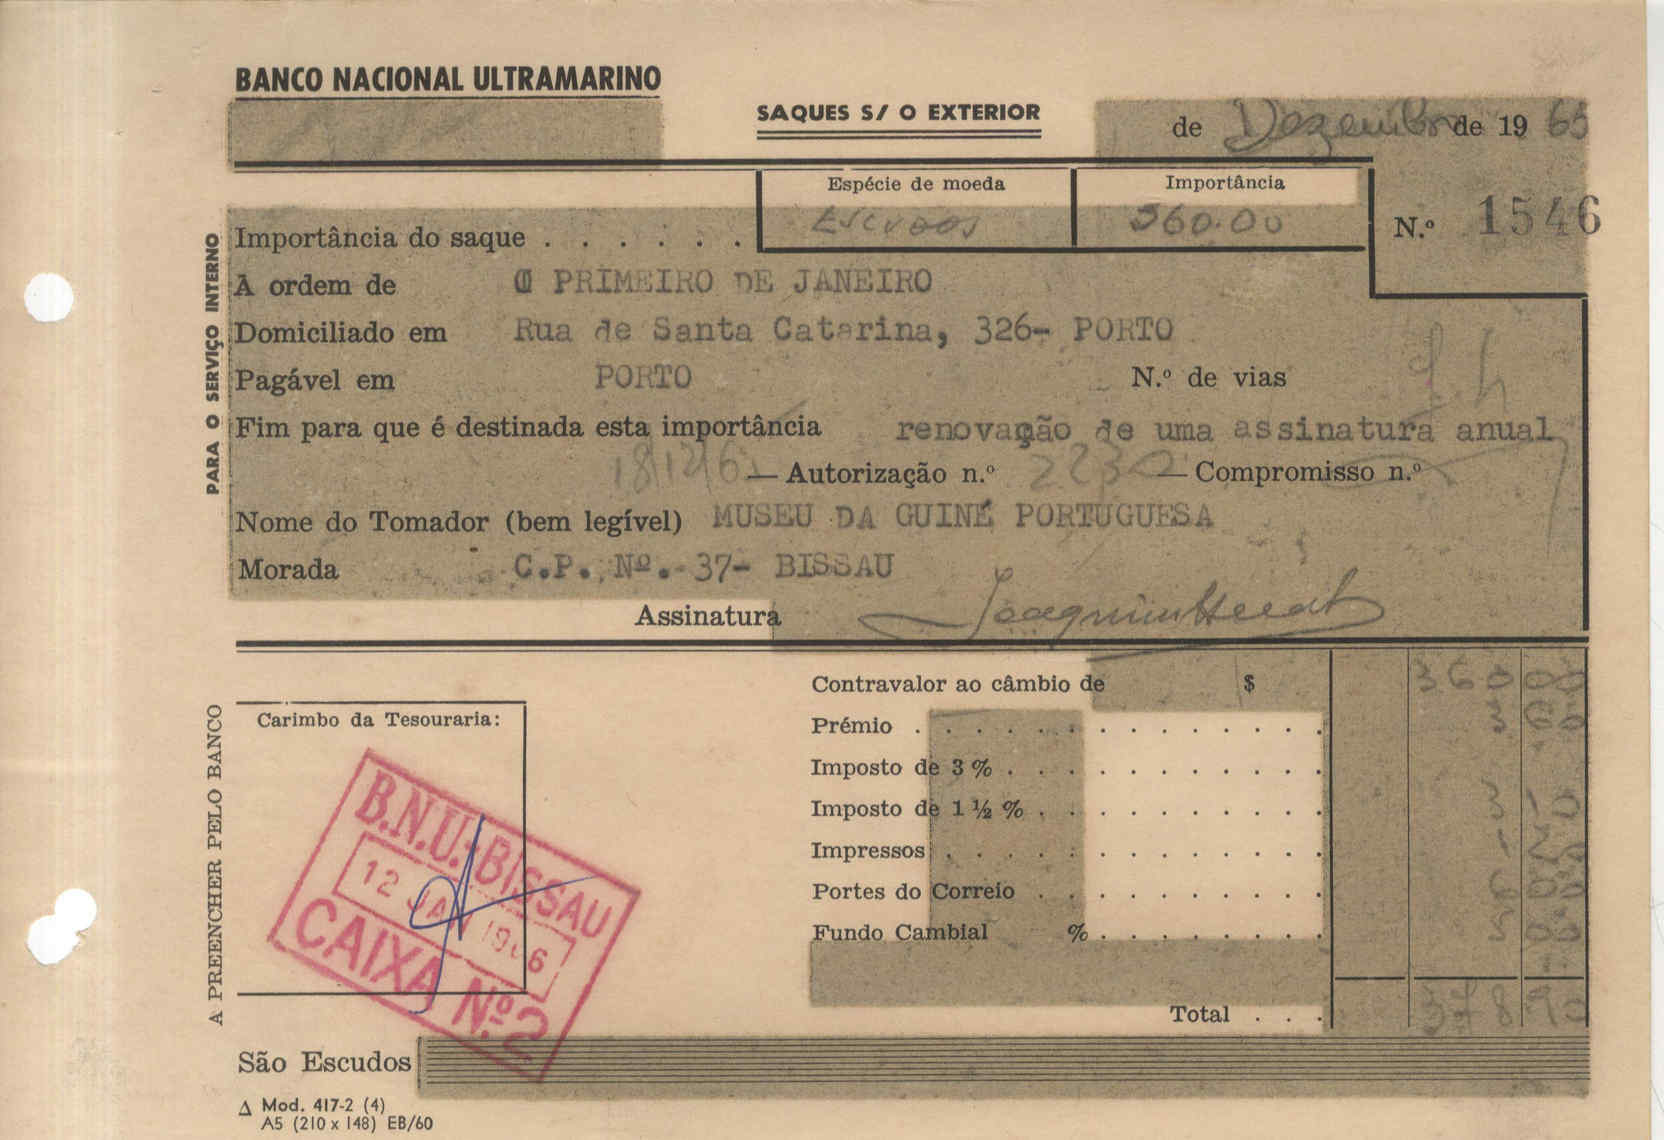 BANCO NACIONAL ULTRAMARINO
SAQUES S/ O EXTERIOR
de Dezembro de 19 65
Espécie de moeda
Importância
Importância do saque . . . . . .
Escudos
360.00
N.º 1546
À ordem de O PRIMEIRO DE JANEIRO
Domiciliado em Rua de Santa Catarina, 326- PORTO
Pagável em PORTO N.º de vias
Fim para que é destinada esta importância renovação de uma assinatura anual
— Autorização n.º — Compromisso n.º
Nome do Tomador (bem legível) MUSEU DA GUINÉ PORTUGUESA
Morada C.P. Nº. 37- BISSAU
Assinatura
PARA O SERVIÇO INTERNO
A PREENCHER PELO BANCO
Carimbo da Tesouraria:
B.N.U. BISSAU
12 JAN 1966
CAIXA Nº 2
Contravalor ao câmbio de $ 360 00
Prémio
Imposto de 3 %
Imposto de 1 ½ %
Impressos
Portes do Correio
Fundo Cambial %
Total . . . 378 90
São Escudos
Δ Mod. 417-2 (4)
A5 (210 x 148) EB/60